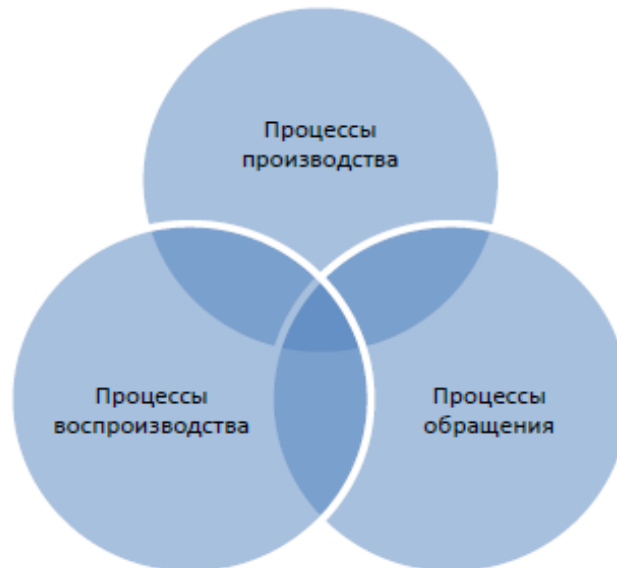 Процессы
производства
Процессы
воспроизводства
Процессы
обращения